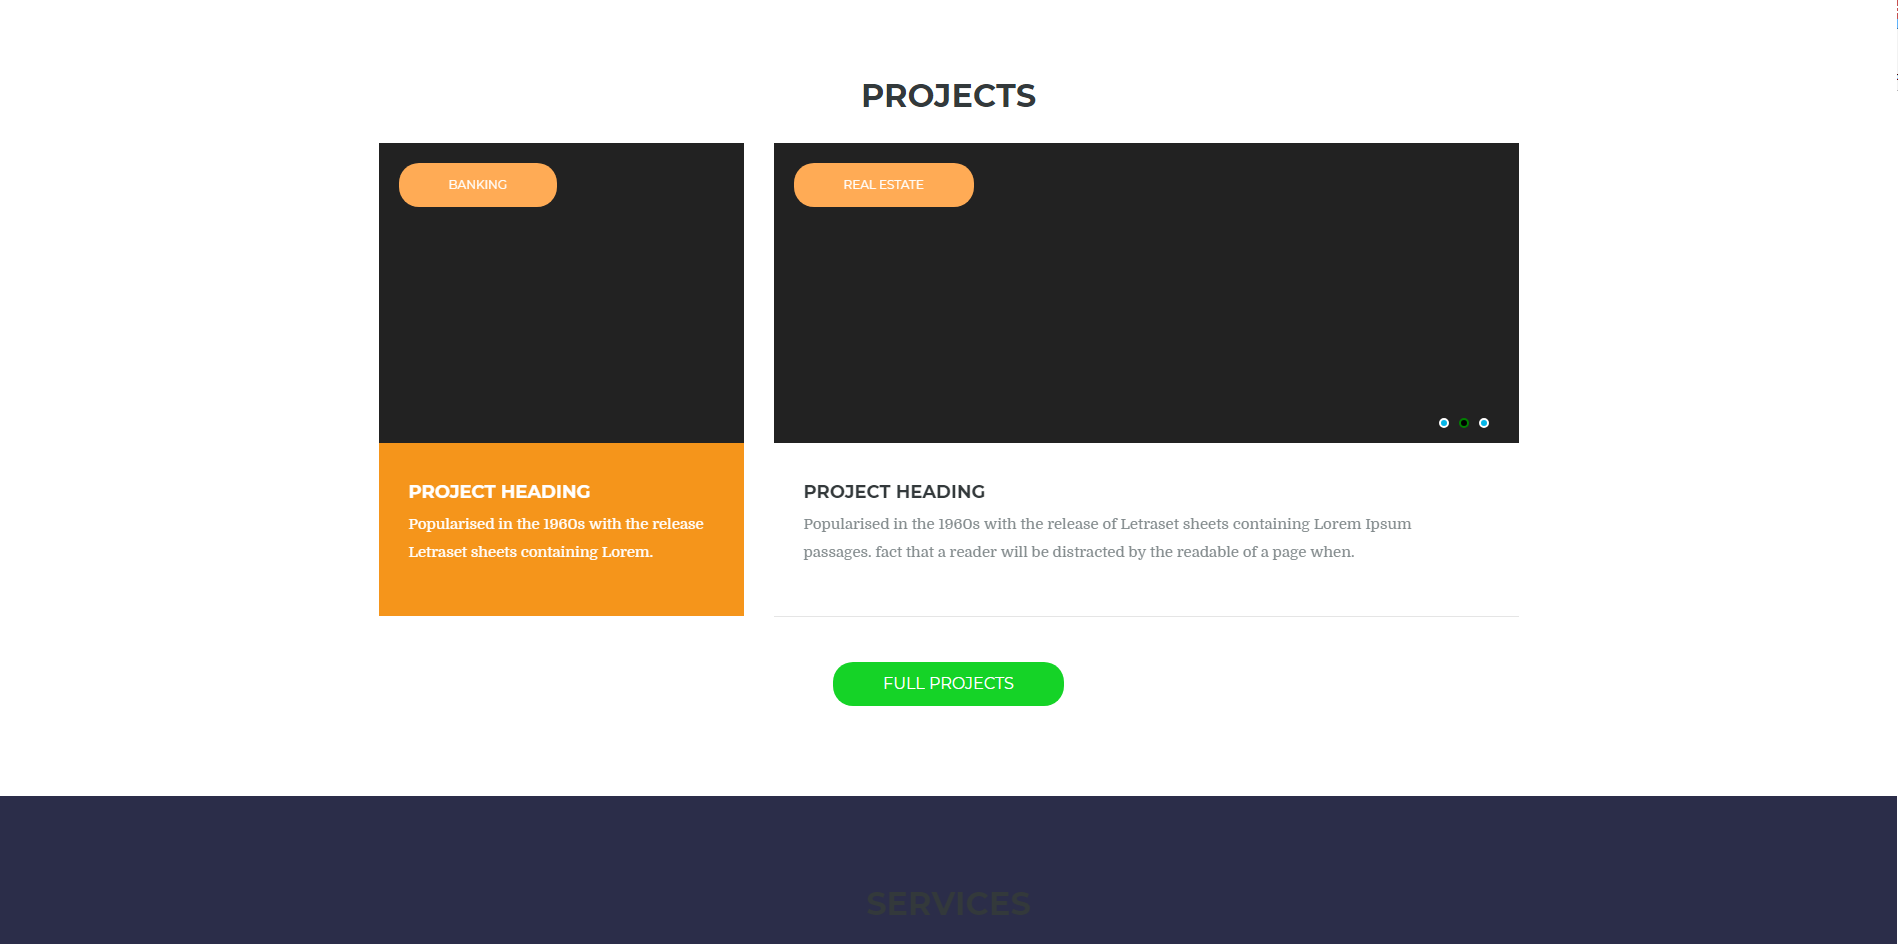 PROJECTS
BANKING
PROJECT HEADING
Popularised in the 1960s with the release
Letraset sheets containing Lorem.
REAL ESTATE
PROJECT HEADING
Popularised in the 1960s with the release of Letraset sheets containing Lorem Ipsum
passages. fact that a reader will be distracted by the readable of a page when.
FULL PROJECTS
SERVICES